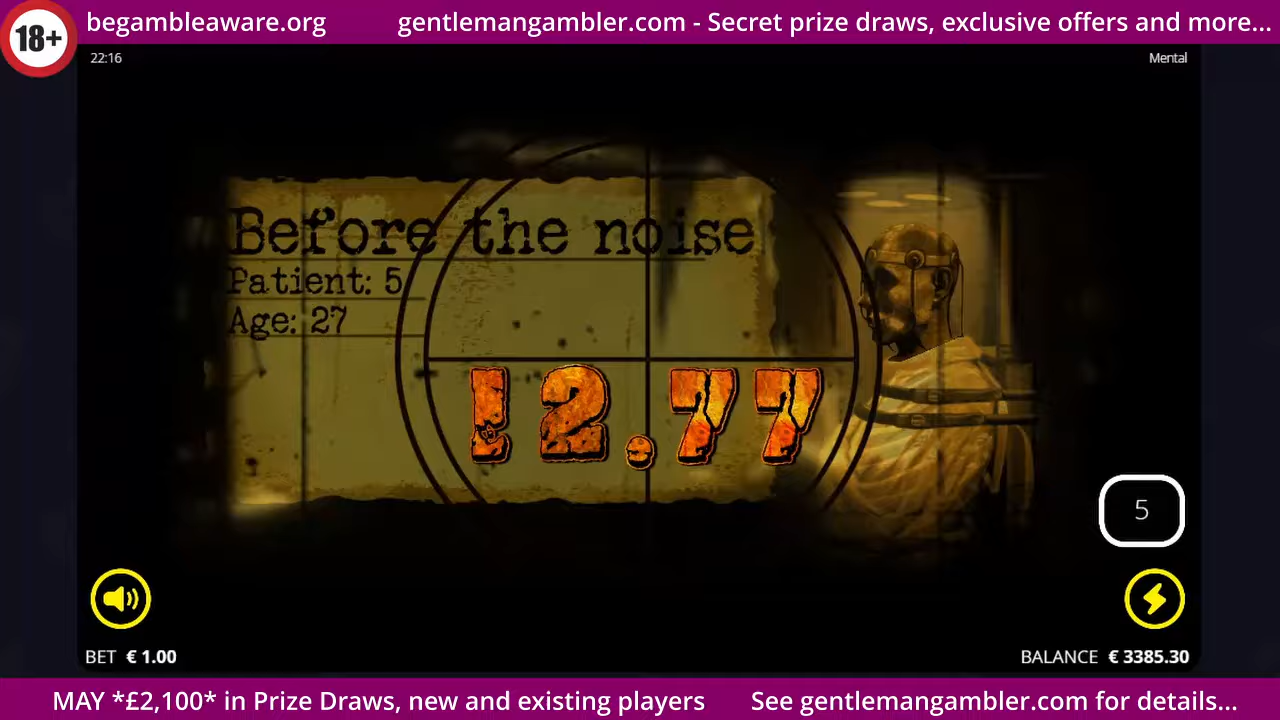 18+
begambleaware.org
gentlemangambler.com - Secret prize draws, exclusive offers and more...
22:16
Mental
Before the noise
Patient: 5
Age: 27
12.77
5
BET € 1.00
BALANCE € 3385.30
MAY *£2,100* in Prize Draws, new and existing players
See gentlemangambler.com for details...